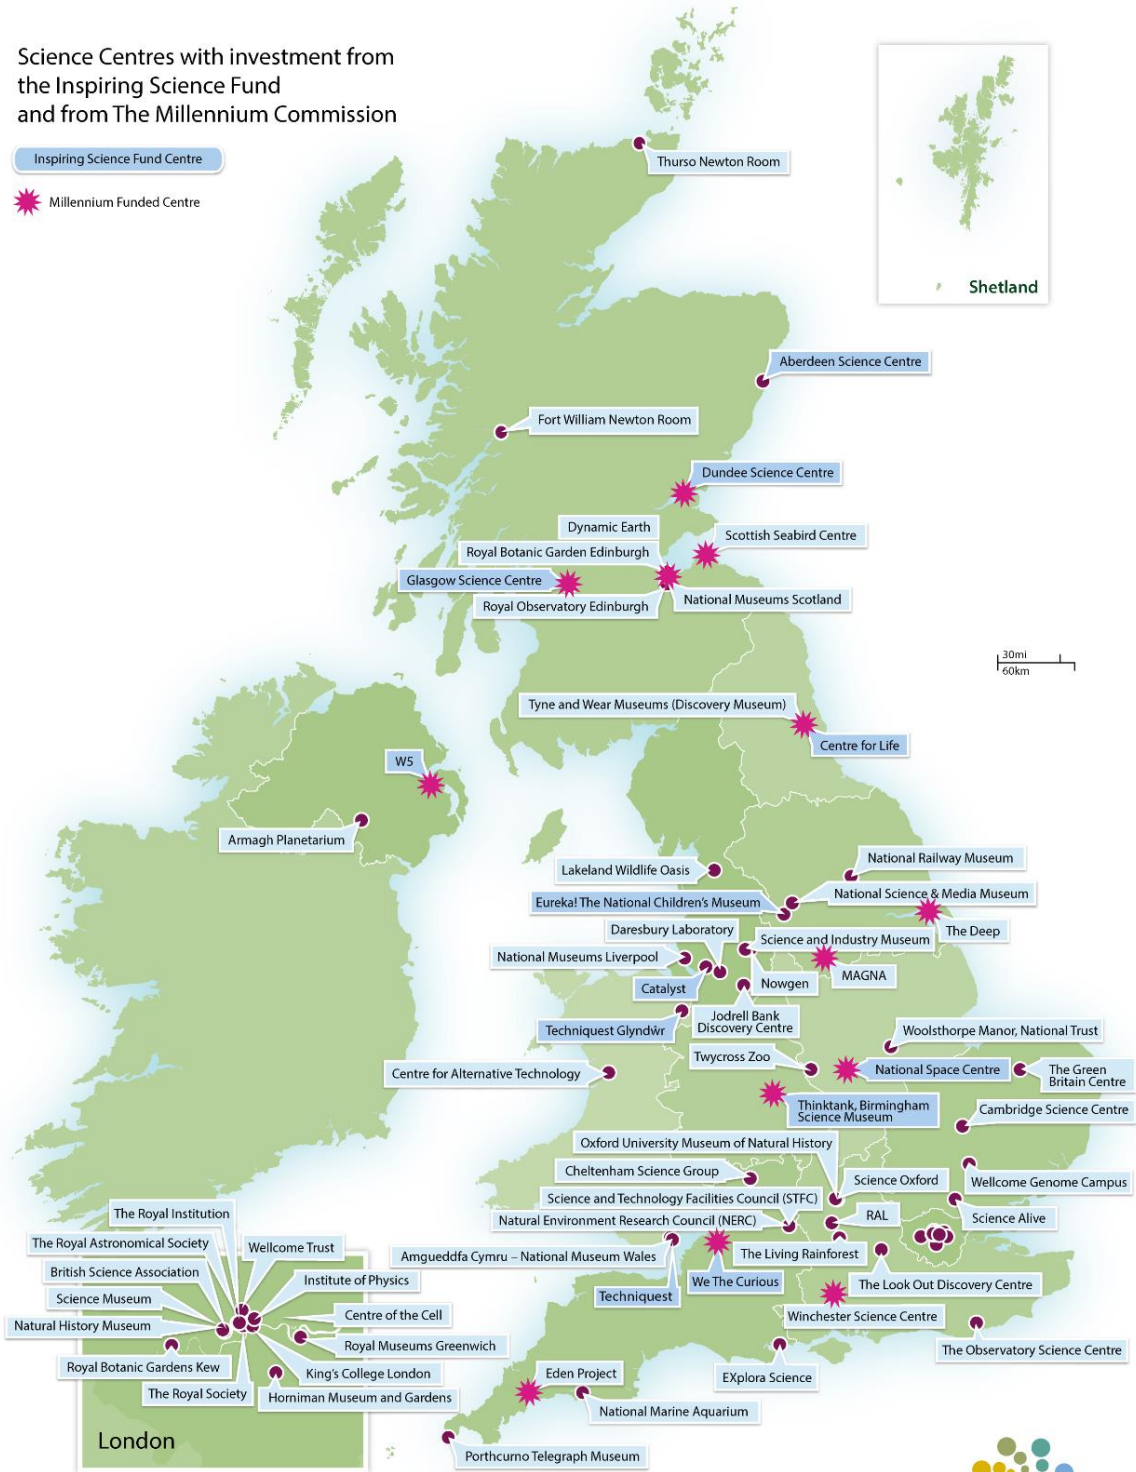 Science Centres with investment from
the Inspiring Science Fund
and from The Millennium Commission
Inspiring Science Fund Centre
Millennium Funded Centre
Thurso Newton Room
Shetland
Aberdeen Science Centre
Fort William Newton Room
Dundee Science Centre
Dynamic Earth
Scottish Seabird Centre
Royal Botanic Garden Edinburgh
Glasgow Science Centre
National Museums Scotland
Royal Observatory Edinburgh
30mi
60km
Tyne and Wear Museums (Discovery Museum)
Centre for Life
W5
Armagh Planetarium
National Railway Museum
Lakeland Wildlife Oasis
National Science & Media Museum
Eureka! The National Children's Museum
Daresbury Laboratory
The Deep
Science and Industry Museum
National Museums Liverpool
MAGNA
Nowgen
Catalyst
Jodrell Bank
Discovery Centre
Techniquest Glyndŵr
Woolsthorpe Manor, National Trust
Twycross Zoo
National Space Centre
The Green
Britain Centre
Centre for Alternative Technology
Thinktank, Birmingham
Science Museum
Cambridge Science Centre
Oxford University Museum of Natural History
Cheltenham Science Group
Science Oxford
Wellcome Genome Campus
Science and Technology Facilities Council (STFC)
RAL
Science Alive
Natural Environment Research Council (NERC)
Amgueddfa Cymru – National Museum Wales
The Living Rainforest
We The Curious
The Look Out Discovery Centre
Techniquest
Winchester Science Centre
The Observatory Science Centre
EXplora Science
Eden Project
National Marine Aquarium
Porthcurno Telegraph Museum
The Royal Institution
The Royal Astronomical Society
Wellcome Trust
British Science Association
Institute of Physics
Science Museum
Centre of the Cell
Natural History Museum
Royal Museums Greenwich
Royal Botanic Gardens Kew
King's College London
The Royal Society
Horniman Museum and Gardens
London